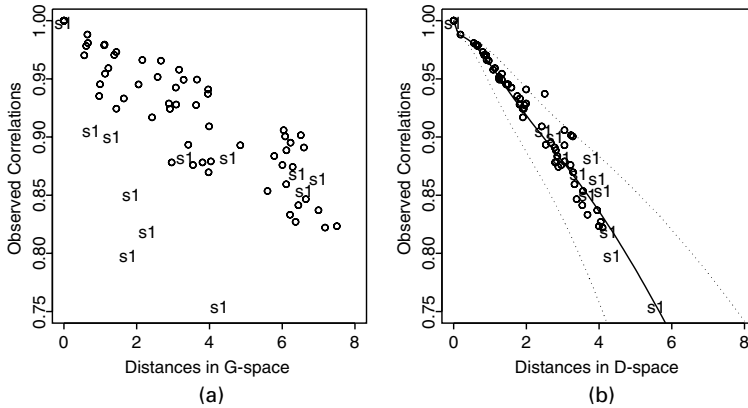 1.00
0.95
0.90
0.85
0.80
0.75
Observed Correlations
s1
s1
s1
s1
s1
s1
s1
s1
s1
s1
s1
s1
0 2 4 6 8
Distances in G-space
(a)
1.00
0.95
0.90
0.85
0.80
0.75
Observed Correlations
s1
s1
s1
s1
s1
s1
s1
s1
s1
s1
s1
s1
0 2 4 6 8
Distances in D-space
(b)